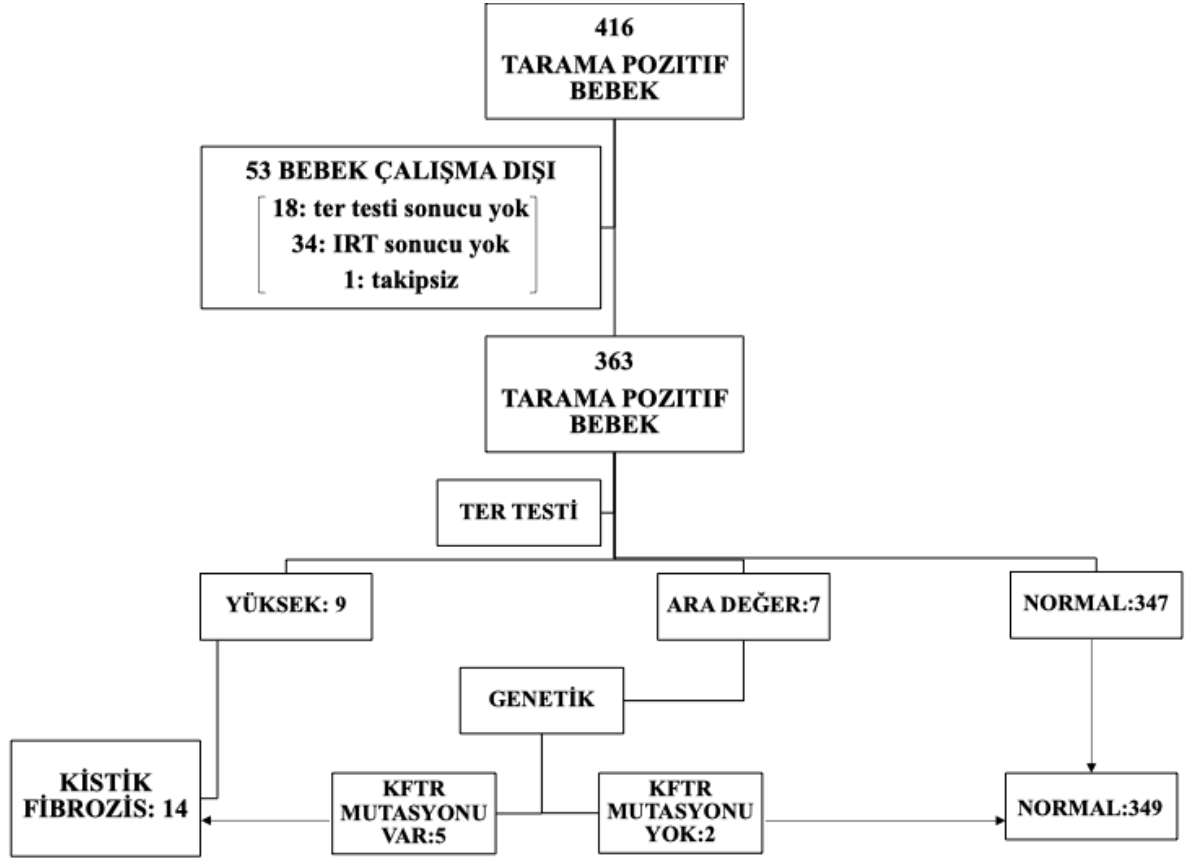 416
TARAMA POZITIF
BEBEK
53 BEBEK ÇALIŞMA DIŞI
18: ter testi sonucu yok
34: IRT sonucu yok
1: takipsiz
363
TARAMA POZITIF
BEBEK
TER TESTİ
YÜKSEK: 9
ARA DEĞER:7
NORMAL:347
GENETİK
KİSTİK
FIBROZİS: 14
KFTR
MUTASYONU
VAR:5
KFTR
MUTASYONU
YOK:2
NORMAL:349